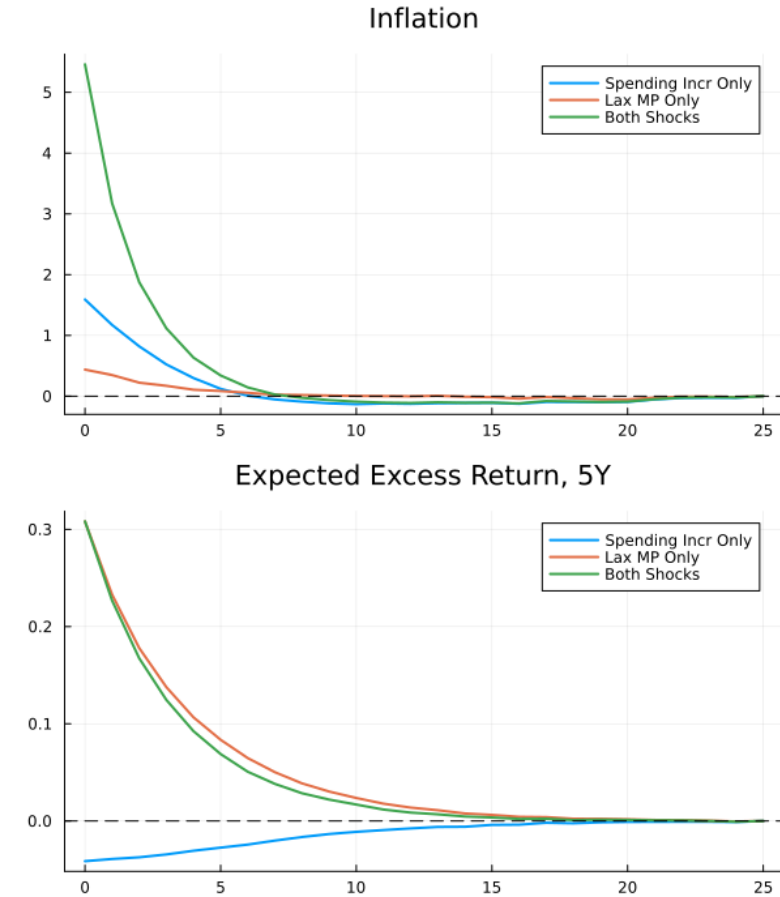 Inflation
Spending Incr Only
Lax MP Only
Both Shocks
5
4
3
2
1
0
0 5 10 15 20 25
Expected Excess Return, 5Y
Spending Incr Only
Lax MP Only
Both Shocks
0.3
0.2
0.1
0.0
0 5 10 15 20 25